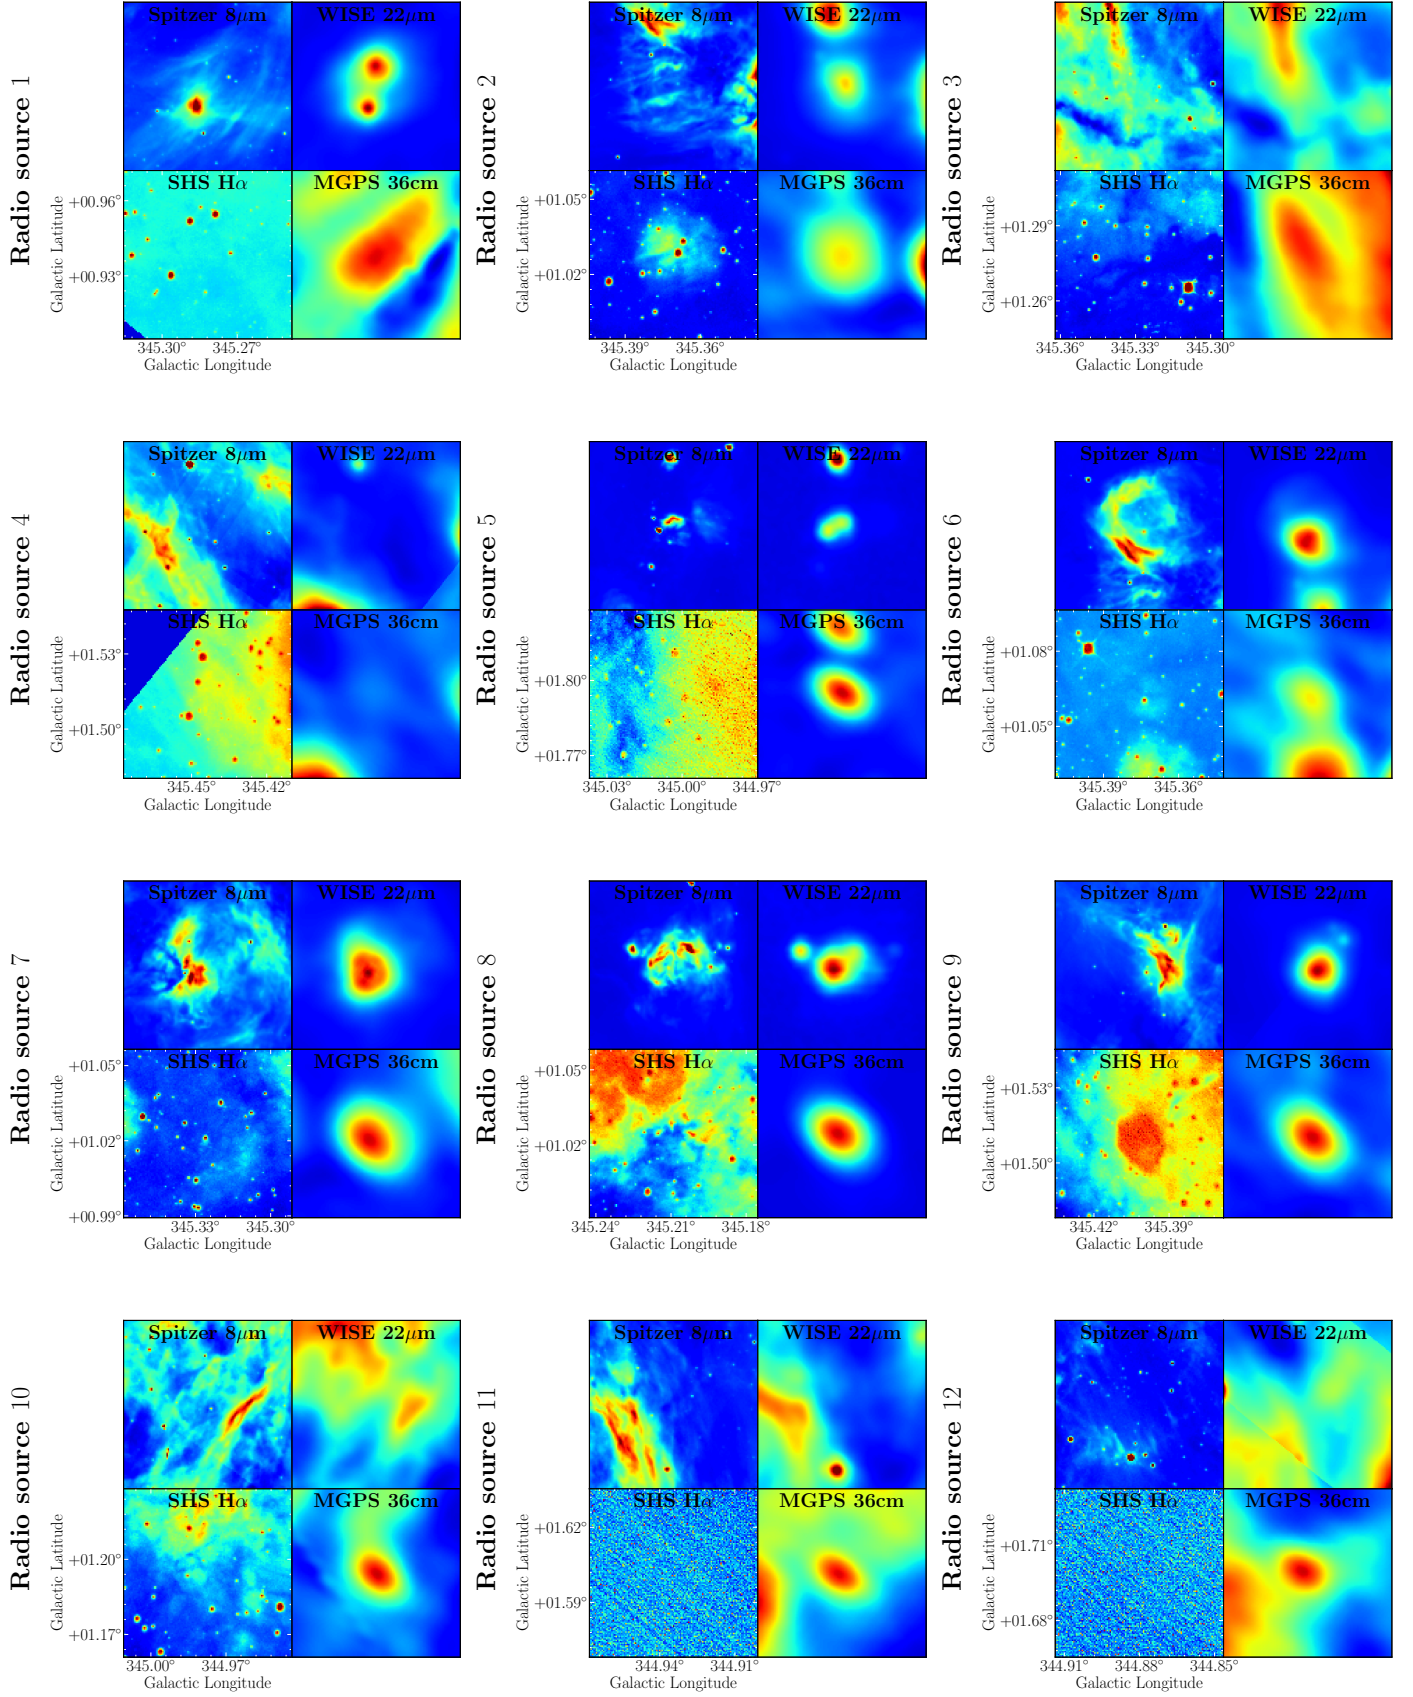 Radio source 1
Spitzer 8μm
WISE 22μm
SHS Hα
MGPS 36cm
Galactic Latitude
+00.96°
+00.93°
345.30°
345.27°
Galactic Longitude
Radio source 2
Spitzer 8μm
WISE 22μm
SHS Hα
MGPS 36cm
Galactic Latitude
+01.05°
+01.02°
345.39°
345.36°
Galactic Longitude
Radio source 3
Spitzer 8μm
WISE 22μm
SHS Hα
MGPS 36cm
Galactic Latitude
+01.29°
+01.26°
345.36°
345.33°
345.30°
Galactic Longitude
Radio source 4
Spitzer 8μm
WISE 22μm
SHS Hα
MGPS 36cm
Galactic Latitude
+01.53°
+01.50°
345.45°
345.42°
Galactic Longitude
Radio source 5
Spitzer 8μm
WISE 22μm
SHS Hα
MGPS 36cm
Galactic Latitude
+01.80°
+01.77°
345.03°
345.00°
344.97°
Galactic Longitude
Radio source 6
Spitzer 8μm
WISE 22μm
SHS Hα
MGPS 36cm
Galactic Latitude
+01.08°
+01.05°
345.39°
345.36°
Galactic Longitude
Radio source 7
Spitzer 8μm
WISE 22μm
SHS Hα
MGPS 36cm
Galactic Latitude
+01.05°
+01.02°
+00.99°
345.33°
345.30°
Galactic Longitude
Radio source 8
Spitzer 8μm
WISE 22μm
SHS Hα
MGPS 36cm
Galactic Latitude
+01.05°
+01.02°
345.24°
345.21°
345.18°
Galactic Longitude
Radio source 9
Spitzer 8μm
WISE 22μm
SHS Hα
MGPS 36cm
Galactic Latitude
+01.53°
+01.50°
345.42°
345.39°
Galactic Longitude
Radio source 10
Spitzer 8μm
WISE 22μm
SHS Hα
MGPS 36cm
Galactic Latitude
+01.20°
+01.17°
345.00°
344.97°
Galactic Longitude
Radio source 11
Spitzer 8μm
WISE 22μm
SHS Hα
MGPS 36cm
Galactic Latitude
+01.62°
+01.59°
344.94°
344.91°
Galactic Longitude
Radio source 12
Spitzer 8μm
WISE 22μm
SHS Hα
MGPS 36cm
Galactic Latitude
+01.71°
+01.68°
344.91°
344.88°
344.85°
Galactic Longitude